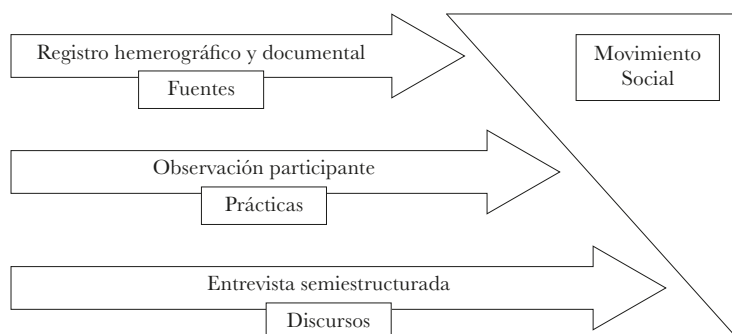 Registro hemerográfico y documental
Fuentes
Movimiento
Social
Observación participante
Prácticas
Entrevista semiestructurada
Discursos